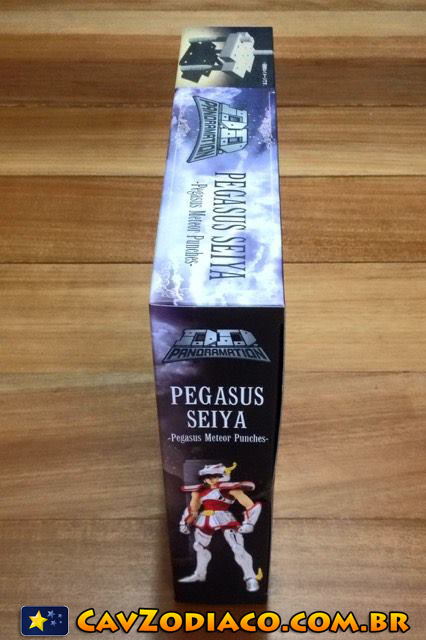 D.D.
PANORAMATION
PEGASUS SEIYA
-Pegasus Meteor Punches-
D.D.
PANORAMATION
PEGASUS
SEIYA
-Pegasus Meteor Punches-
CavZodiaco.com.br